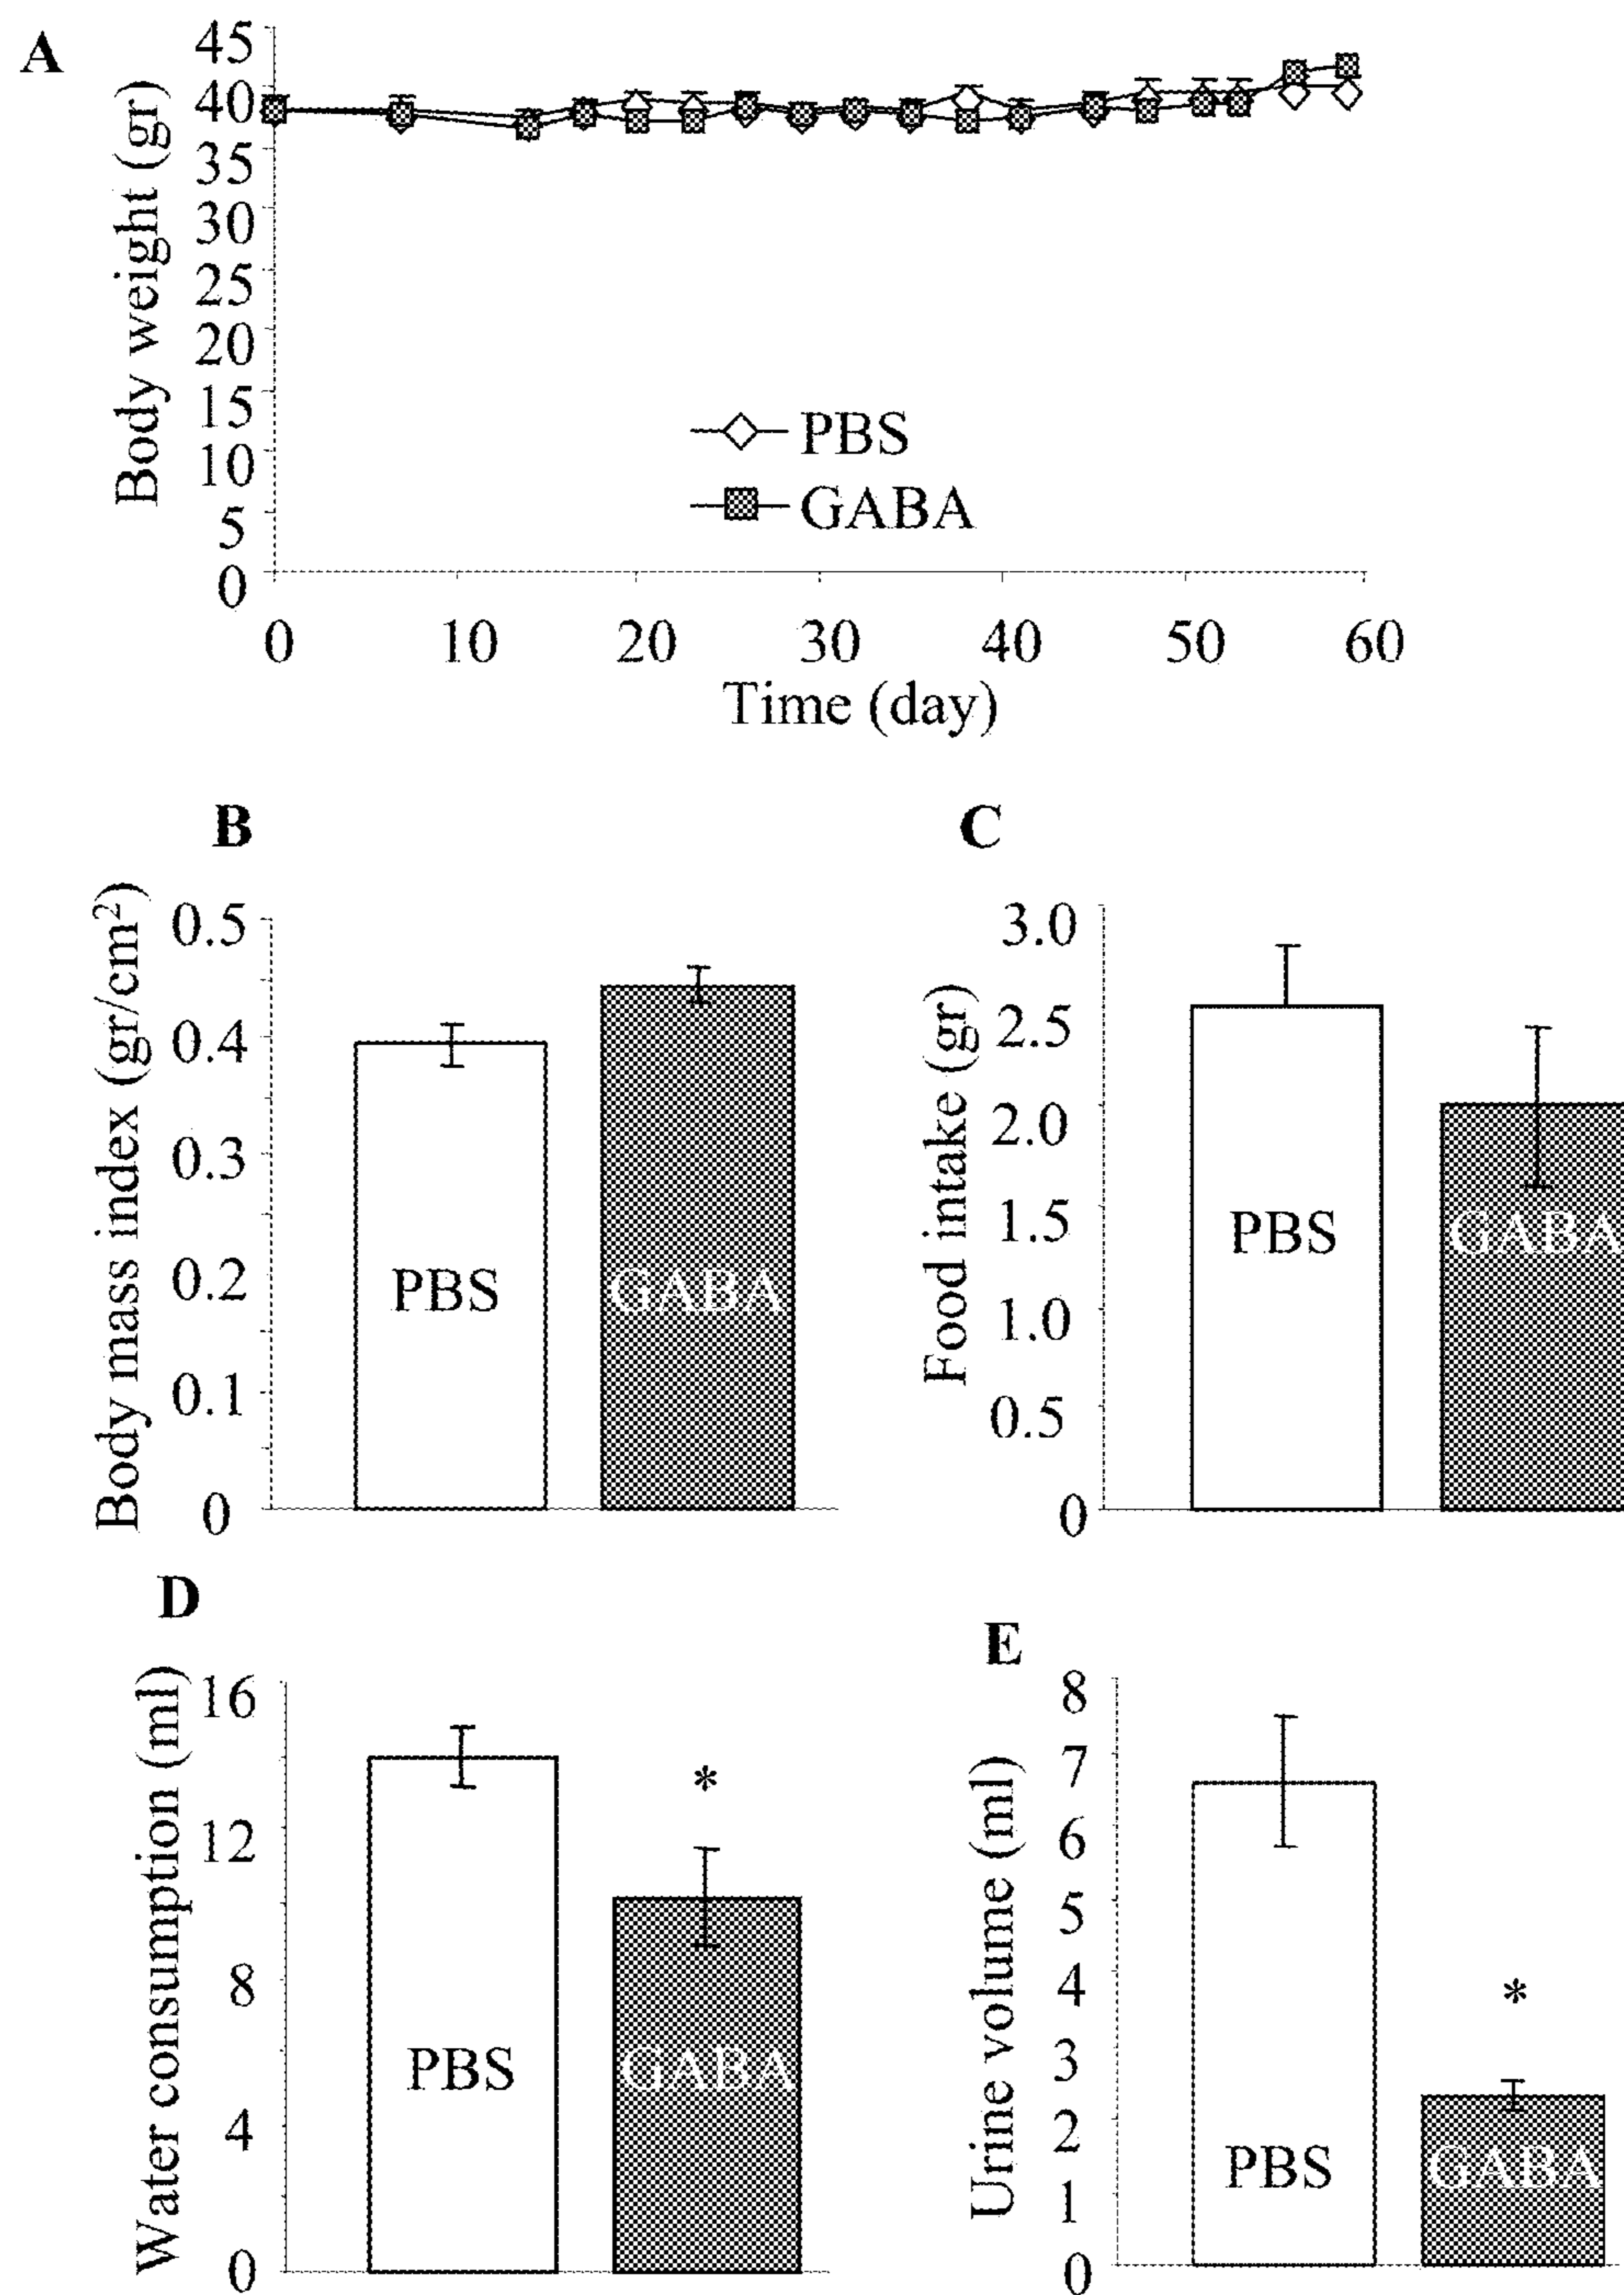 A
Body weight (gr)
45
40
35
30
25
20
15
10
5
0
PBS
GABA
0 10 20 30 40 50 60
Time (day)
B
Body mass index (gr/cm²)
0.5
0.4
0.3
0.2
0.1
0
PBS
GABA
C
Food intake (gr)
3.0
2.5
2.0
1.5
1.0
0.5
0
PBS
GABA
D
Water consumption (ml)
16
12
8
4
0
PBS
*
GABA
E
Urine volume (ml)
8
7
6
5
4
3
2
1
0
PBS
*
GABA